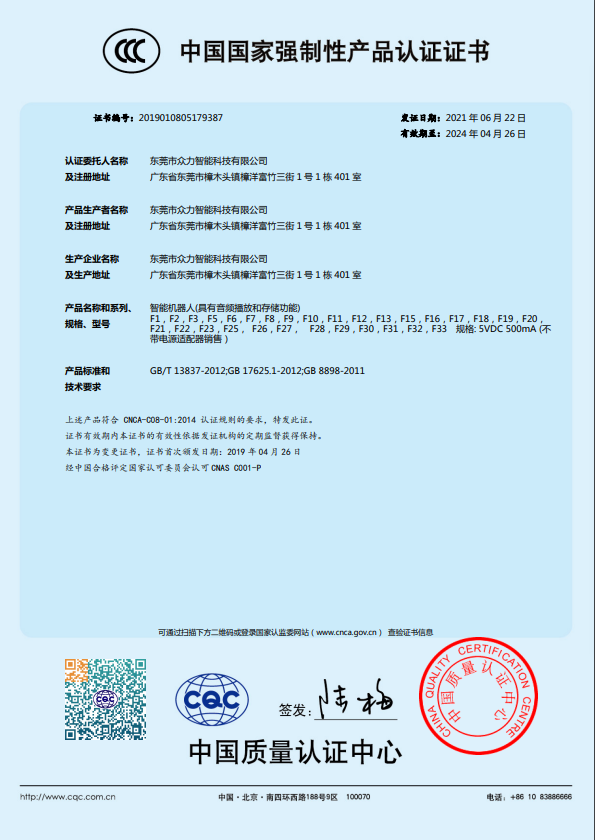 中国国家强制性产品认证证书
证书编号：2019010805179387
发证日期：2021 年 06 月 22 日
有效期至：2024 年 04 月 26 日
认证委托人名称 东莞市众力智能科技有限公司
及注册地址 广东省东莞市樟木头镇樟洋富竹三街 1 号 1 栋 401 室
产品生产者名称 东莞市众力智能科技有限公司
及注册地址 广东省东莞市樟木头镇樟洋富竹三街 1 号 1 栋 401 室
生产企业名称 东莞市众力智能科技有限公司
及生产地址 广东省东莞市樟木头镇樟洋富竹三街 1 号 1 栋 401 室
产品名称和系列、 智能机器人(具有音频播放和存储功能)
规格、型号 F1，F2，F3，F5，F6，F7，F8，F9，F10，F11，F12，F13，F15，F16，F17，F18，F19，F20，
F21，F22，F23，F25， F26，F27， F28，F29，F30，F31，F32，F33 规格: 5VDC 500mA (不
带电源适配器销售）
产品标准和 GB/T 13837-2012;GB 17625.1-2012;GB 8898-2011
技术要求
上述产品符合 CNCA-C08-01:2014 认证规则的要求，特发此证。
证书有效期内本证书的有效性依据发证机构的定期监督获得保持。
本证书为变更证书，证书首次颁发日期：2019 年 04 月 26 日
经中国合格评定国家认可委员会认可 CNAS C001-P
可通过扫描下方二维码或登录国家认监委网站（www.cnca.gov.cn） 查验证书信息
CQC
签发：陆梅
CHINA QUALITY CERTIFICATION CENTRE
中国质量认证中心
中国质量认证中心
http://www.cqc.com.cn
中国·北京·南四环西路188号9区 100070
电话：+86 10 83886666